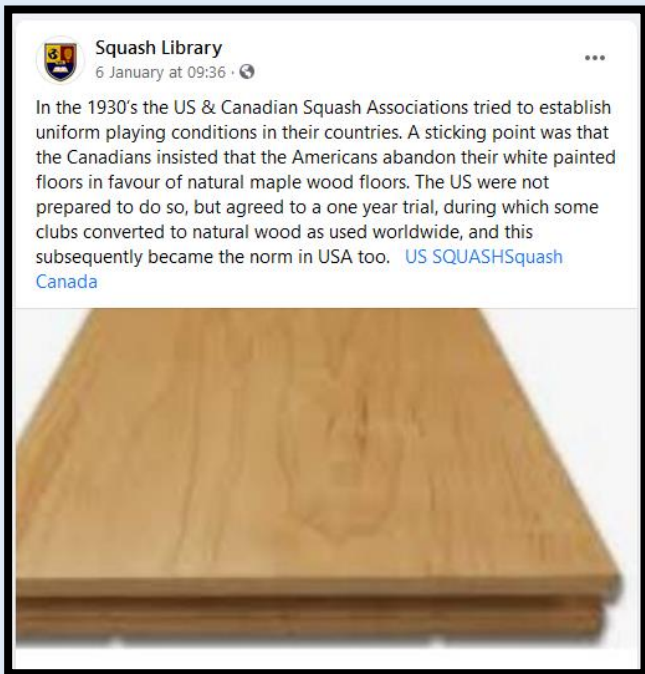 Squash Library
6 January at 09:36 ·
In the 1930's the US & Canadian Squash Associations tried to establish
uniform playing conditions in their countries. A sticking point was that
the Canadians insisted that the Americans abandon their white painted
floors in favour of natural maple wood floors. The US were not
prepared to do so, but agreed to a one year trial, during which some
clubs converted to natural wood as used worldwide, and this
subsequently became the norm in USA too. US SQUASHSquash
Canada